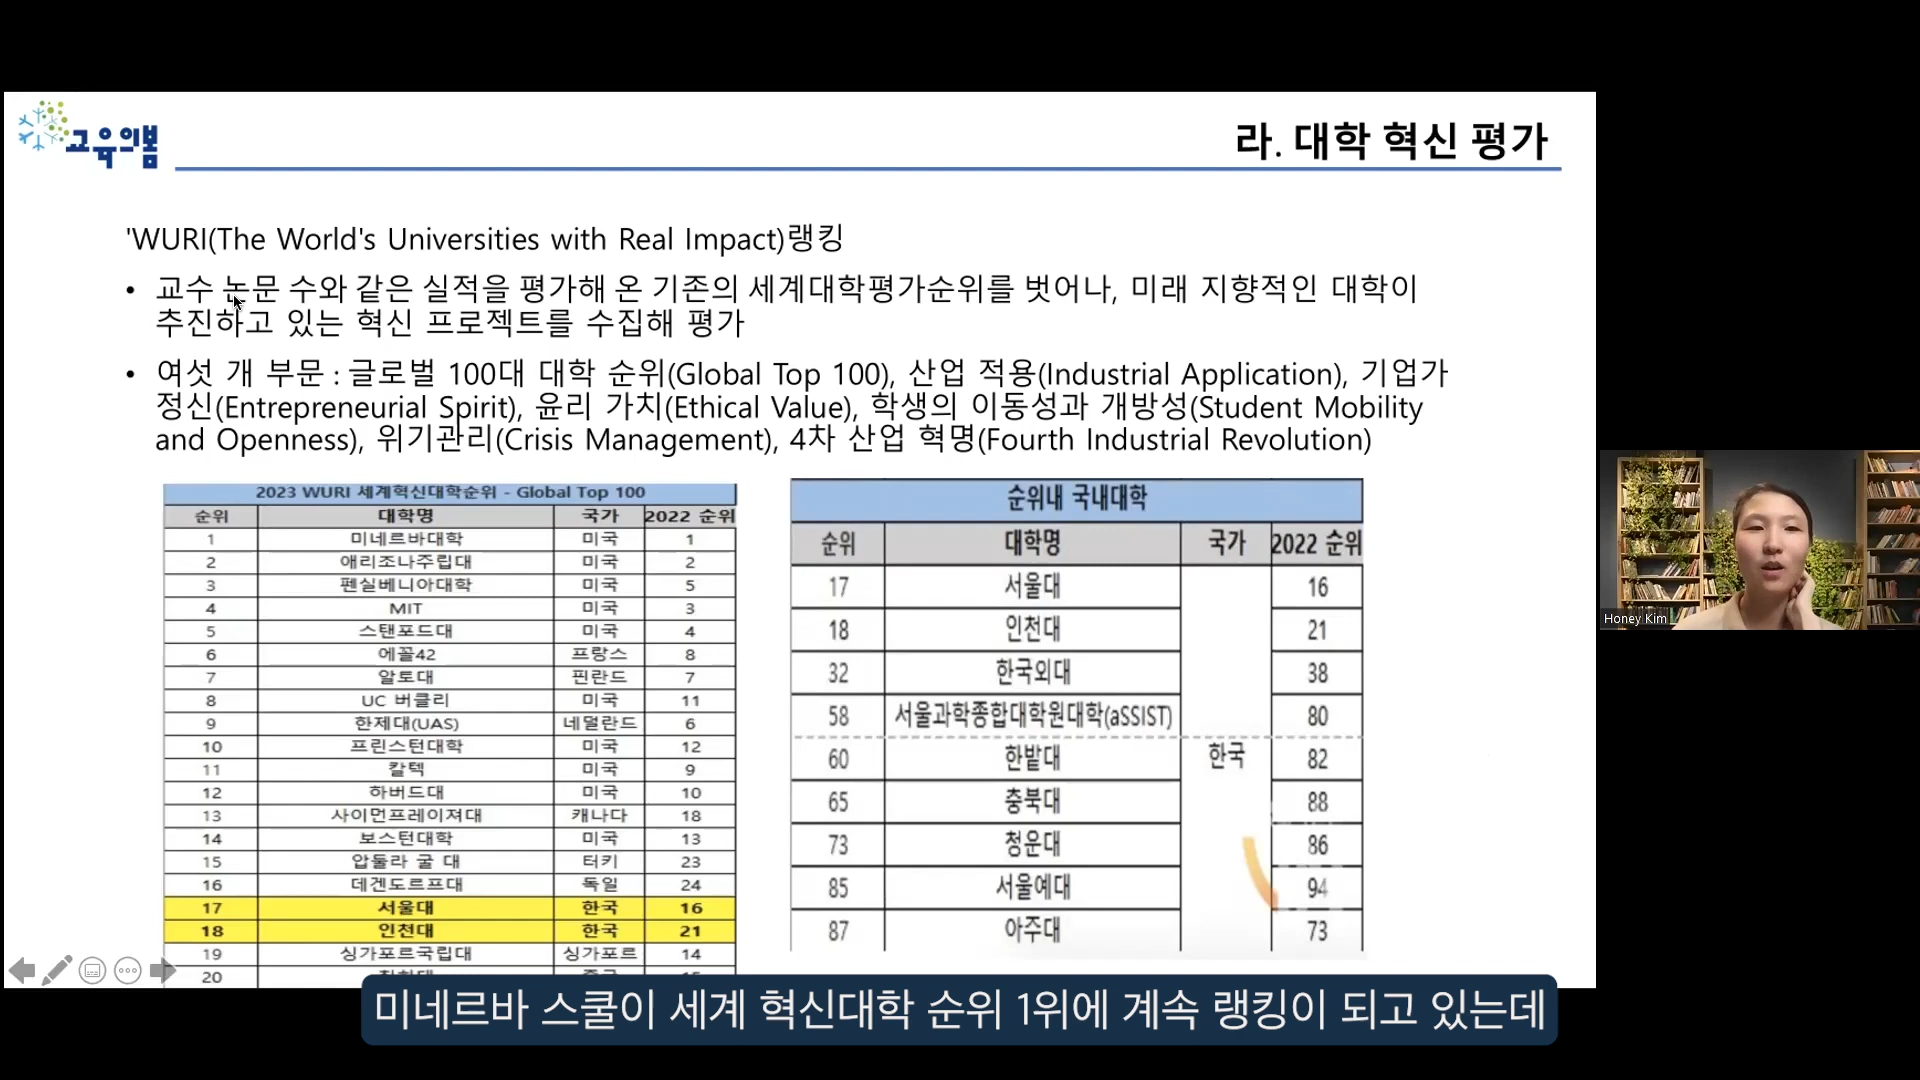 교육의봄
라. 대학 혁신 평가
'WURI(The World's Universities with Real Impact)랭킹
• 교수 논문 수와 같은 실적을 평가해 온 기존의 세계대학평가순위를 벗어나, 미래 지향적인 대학이
추진하고 있는 혁신 프로젝트를 수집해 평가
• 여섯 개 부문 : 글로벌 100대 대학 순위(Global Top 100), 산업 적용(Industrial Application), 기업가
정신(Entrepreneurial Spirit), 윤리 가치(Ethical Value), 학생의 이동성과 개방성(Student Mobility
and Openness), 위기관리(Crisis Management), 4차 산업 혁명(Fourth Industrial Revolution)
2023 WURI 세계혁신대학순위 - Global Top 100
순위 대학명 국가 2022 순위
1 미네르바대학 미국 1
2 애리조나주립대 미국 2
3 펜실베니아대학 미국 5
4 MIT 미국 3
5 스탠포드대 미국 4
6 에꼴42 프랑스 8
7 알토대 핀란드 7
8 UC 버클리 미국 11
9 한제대(UAS) 네덜란드 6
10 프린스턴대학 미국 12
11 칼텍 미국 9
12 하버드대 미국 10
13 사이먼프레이져대 캐나다 18
14 보스턴대학 미국 13
15 압둘라 굴 대 터키 23
16 데겐도르프대 독일 24
17 서울대 한국 16
18 인천대 한국 21
19 싱가포르국립대 싱가포르 14
20
순위내 국내대학
순위 대학명 국가 2022 순위
17 서울대 16
18 인천대 21
32 한국외대 38
58 서울과학종합대학원대학(aSSIST) 80
60 한밭대 한국 82
65 충북대 88
73 청운대 86
85 서울예대 94
87 아주대 73
Honey Kim
미네르바 스쿨이 세계 혁신대학 순위 1위에 계속 랭킹이 되고 있는데